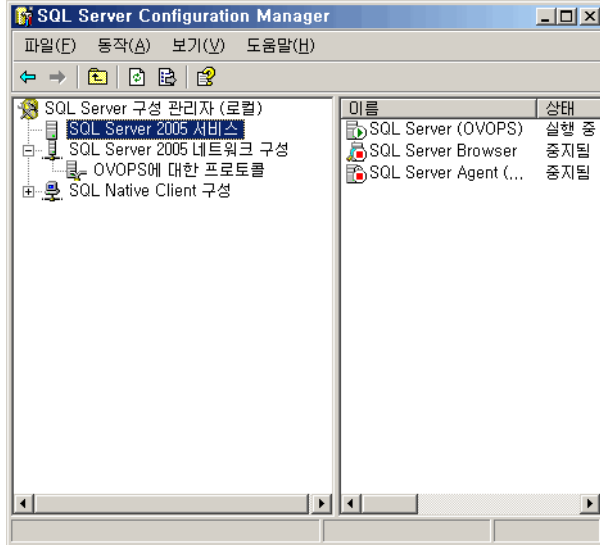 SQL Server Configuration Manager
파일(F) 동작(A) 보기(V) 도움말(H)
SQL Server 구성 관리자 (로컬)
SQL Server 2005 서비스
SQL Server 2005 네트워크 구성
OVOPS에 대한 프로토콜
SQL Native Client 구성
이름 상태
SQL Server (OVOPS) 실행 중
SQL Server Browser 중지됨
SQL Server Agent (... 중지됨